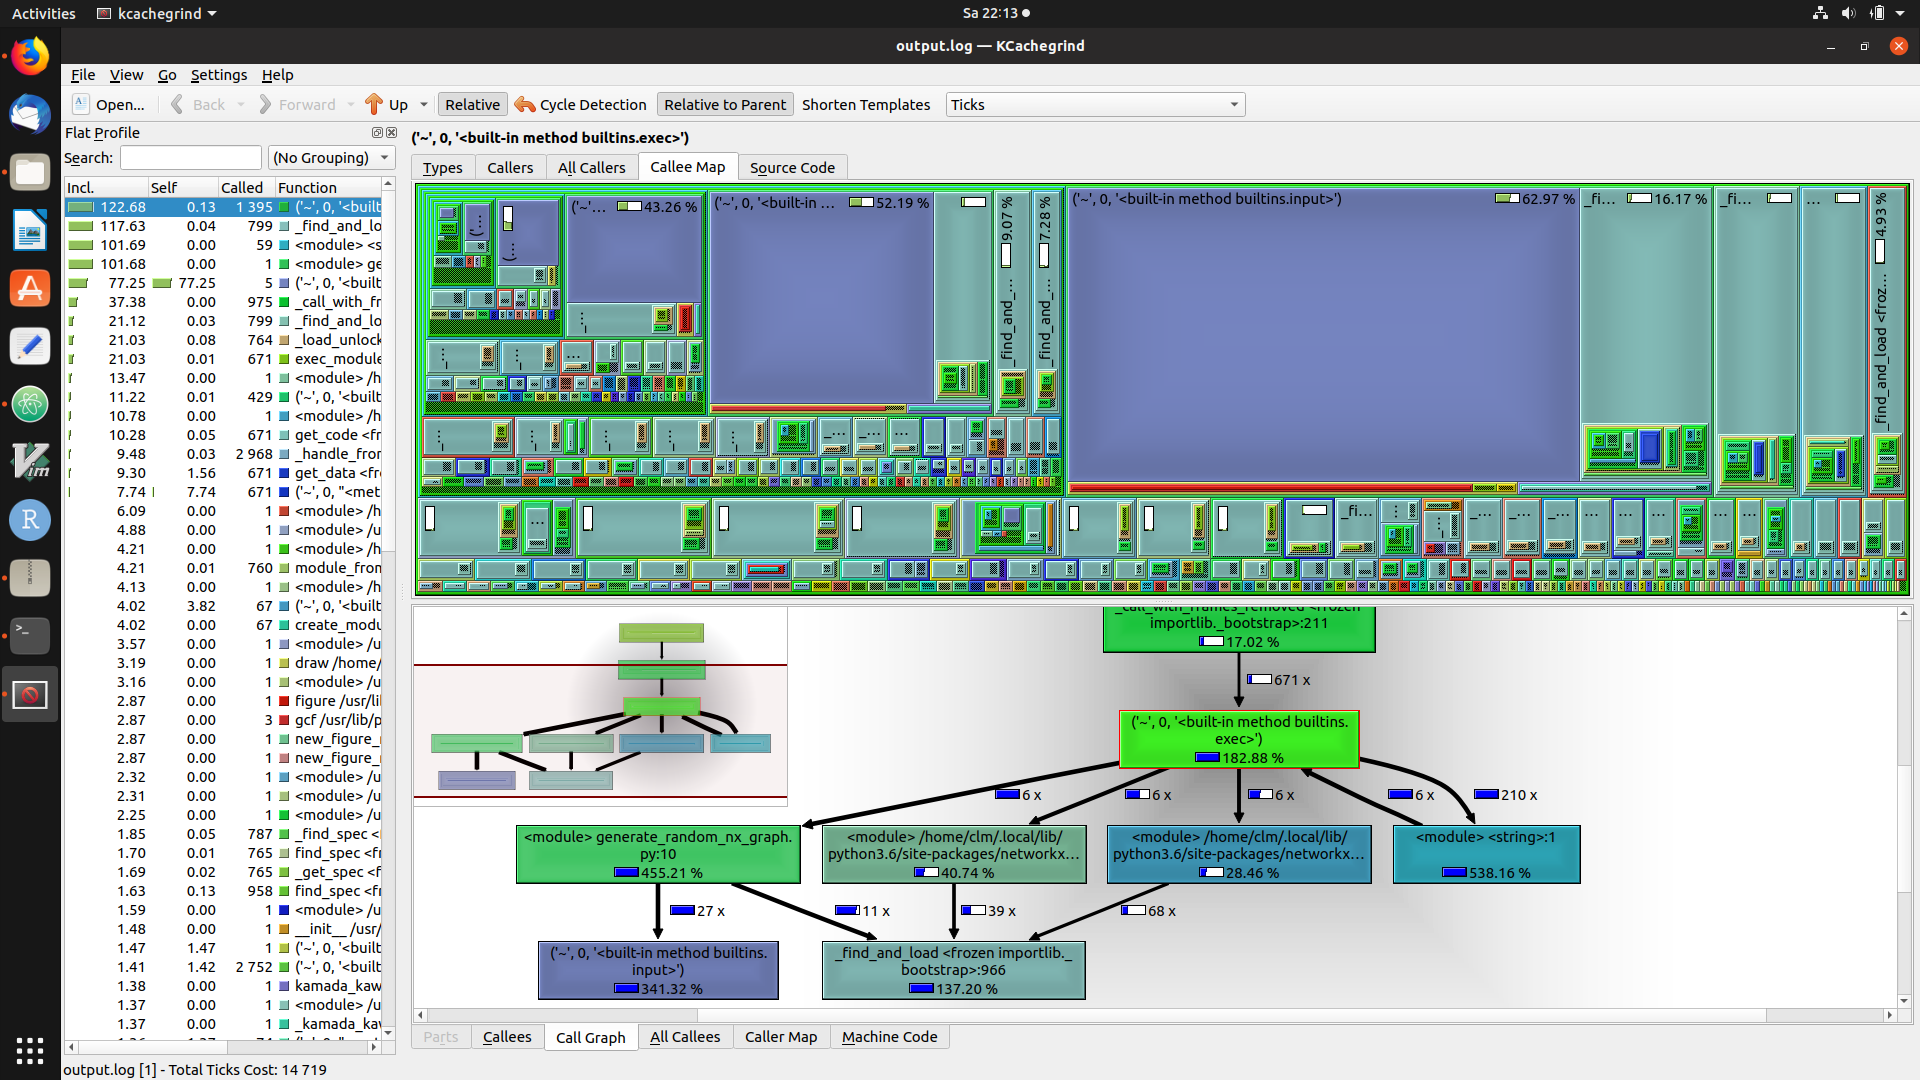 Activities
kcachegrind
Sa 22:13
output.log — KCachegrind
File View Go Settings Help
Open... Back Forward Up Relative Cycle Detection Relative to Parent Shorten Templates Ticks
Flat Profile
Search: (No Grouping)
Incl. Self Called Function
122.68 0.13 1 395 ('~', 0, '<built
117.63 0.04 799 _find_and_lo
101.69 0.00 59 <module> <s
101.68 0.00 1 <module> ge
77.25 77.25 5 ('~', 0, '<built
37.38 0.00 975 _call_with_fr
21.12 0.03 799 _find_and_lo
21.03 0.08 764 _load_unlock
21.03 0.01 671 exec_module
13.47 0.00 1 <module> /h
11.22 0.01 429 ('~', 0, '<built
10.78 0.00 1 <module> /h
10.28 0.05 671 get_code <fr
9.48 0.03 2 968 _handle_fror
9.30 1.56 671 get_data <fro
7.74 7.74 671 ('~', 0, "<met
6.09 0.00 1 <module> /h
4.88 0.00 1 <module> /u
4.21 0.00 1 <module> /h
4.21 0.01 760 module_from
4.13 0.00 1 <module> /h
4.02 3.82 67 ('~', 0, '<built
4.02 0.00 67 create_modu
3.57 0.00 1 <module> /u
3.19 0.00 1 draw /home/
3.16 0.00 1 <module> /u
2.87 0.00 1 figure /usr/lil
2.87 0.00 3 gcf /usr/lib/p
2.87 0.00 1 new_figure_
2.87 0.00 1 new_figure_
2.32 0.00 1 <module> /u
2.31 0.00 1 <module> /u
2.25 0.00 1 <module> /u
1.85 0.05 787 _find_spec <f
1.70 0.01 765 find_spec <fr
1.69 0.02 765 _get_spec <f
1.63 0.13 958 find_spec <fr
1.59 0.00 1 <module> /u
1.48 0.00 1 __init__ /usr/
1.47 1.47 1 ('~', 0, '<built
1.41 1.42 2 752 ('~', 0, '<built
1.38 0.00 1 kamada_kaw
1.37 0.00 1 <module> /u
1.37 0.00 1 _kamada_ka
output.log [1] - Total Ticks Cost: 14 719
('~', 0, '<built-in method builtins.exec>')
Types Callers All Callers Callee Map Source Code
('~'... 43.26 %
('~', 0, '<built-in ... 52.19 %
_find_and_... 9.07 %
_find_and_... 7.28 %
('~', 0, '<built-in method builtins.input>') 62.97 %
_fi... 16.17 %
_fi...
...
_find_and_load <froz... 4.93 %
_fi...
_call_with_frames_removed <frozen
importlib._bootstrap>:211
17.02 %
671 x
('~', 0, '<built-in method builtins.
exec>')
182.88 %
6 x 6 x 6 x 6 x 210 x
<module> generate_random_nx_graph.
py:10
455.21 %
<module> /home/clm/.local/lib/
python3.6/site-packages/networkx...
40.74 %
<module> /home/clm/.local/lib/
python3.6/site-packages/networkx...
28.46 %
<module> <string>:1
538.16 %
27 x 11 x 39 x 68 x
('~', 0, '<built-in method builtins.
input>')
341.32 %
_find_and_load <frozen importlib._
bootstrap>:966
137.20 %
Parts Callees Call Graph All Callees Caller Map Machine Code